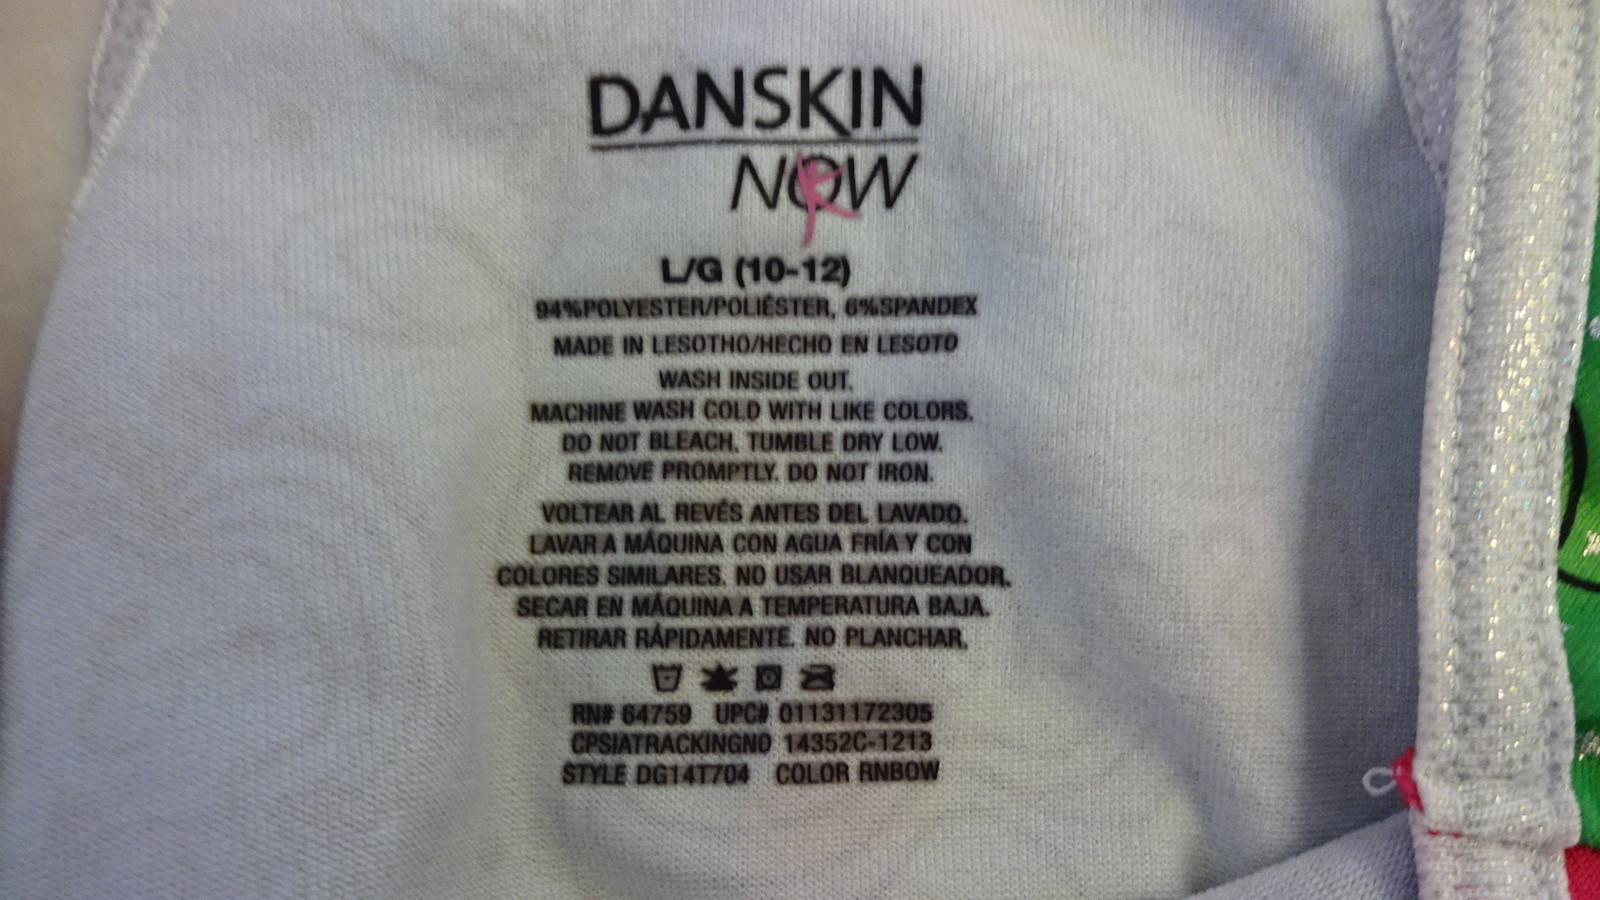 DANSKIN
NOW
L/G (10-12)
94%POLYESTER/POLIÉSTER, 6%SPANDEX
MADE IN LESOTHO/HECHO EN LESOTO
WASH INSIDE OUT.
MACHINE WASH COLD WITH LIKE COLORS.
DO NOT BLEACH. TUMBLE DRY LOW.
REMOVE PROMPTLY. DO NOT IRON.
VOLTEAR AL REVÉS ANTES DEL LAVADO.
LAVAR A MÁQUINA CON AGUA FRÍA Y CON
COLORES SIMILARES. NO USAR BLANQUEADOR.
SECAR EN MÁQUINA A TEMPERATURA BAJA.
RETIRAR RÁPIDAMENTE. NO PLANCHAR.
RN# 64759 UPC# 01131172305
CPSIATRACKINGNO 14352C-1213
STYLE DG14T704 COLOR RNBOW